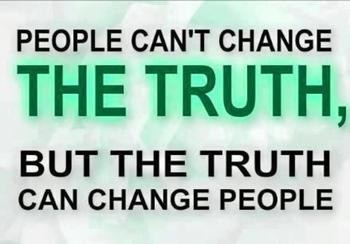 PEOPLE CAN'T CHANGE
THE TRUTH,
BUT THE TRUTH
CAN CHANGE PEOPLE